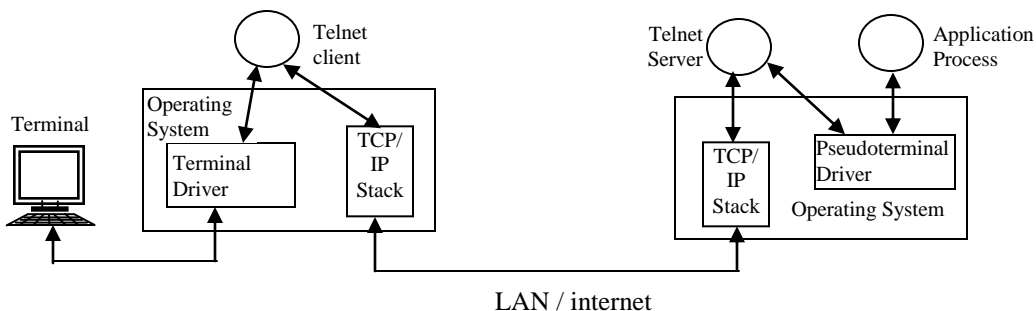 Telnet
client
Telnet
Server
Application
Process
Operating
System
Terminal
Terminal
Driver
TCP/
IP
Stack
TCP/
IP
Stack
Pseudoterminal
Driver
Operating System
LAN / internet